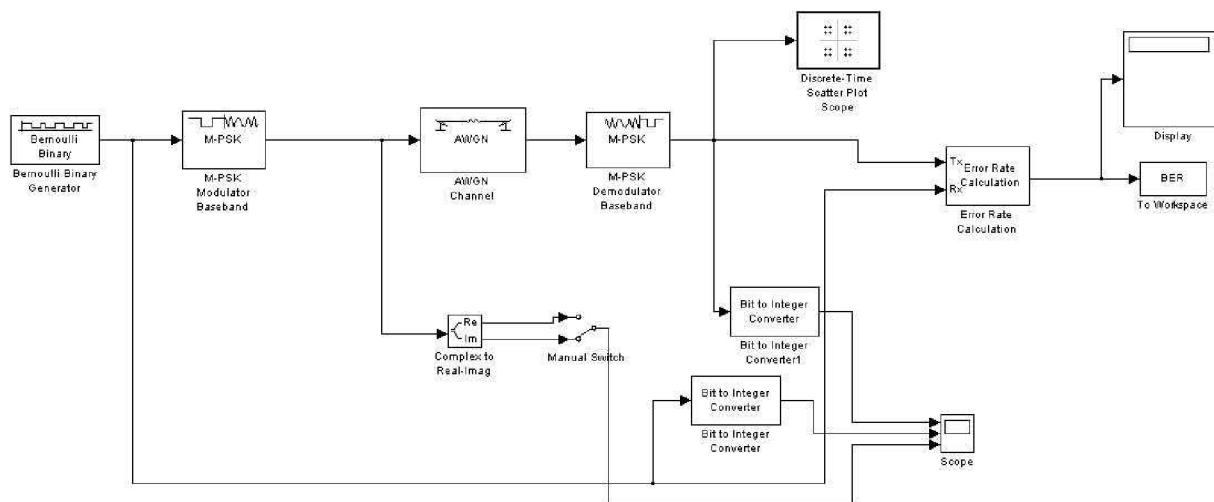 Discrete-Time
Scatter Plot
Scope
Display
Bernoulli
Binary
Bernoulli Binary
Generator
M-PSK
M-PSK
Modulator
Baseband
AWGN
AWGN
Channel
M-PSK
M-PSK
Demodulator
Baseband
Tx
Rx
Error Rate
Calculation
Error Rate
Calculation
BER
To Workspace
Re
Im
Complex to
Real-Imag
Manual Switch
Bit to Integer
Converter
Bit to Integer
Converter1
Bit to Integer
Converter
Bit to Integer
Converter
Scope